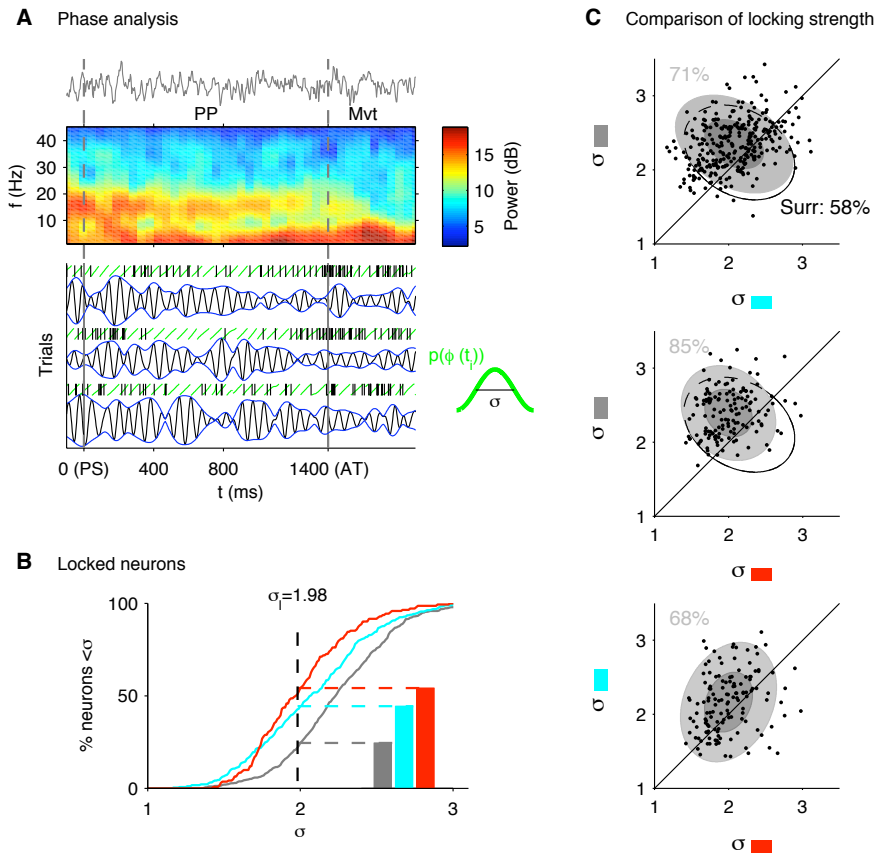 A Phase analysis
PP Mvt
f (Hz)
40
30
20
10
15
10
5
Power (dB)
Trials
p(ϕ (tᵢ))
σ
0 (PS) 400 800 1400 (AT)
t (ms)
B Locked neurons
σₗ=1.98
% neurons <σ
100
50
0
1 2 3
σ
C Comparison of locking strength
71%
3
2
1
σ
Surr: 58%
1 2 3
σ
85%
3
2
1
σ
1 2 3
σ
68%
3
2
1
σ
1 2 3
σ